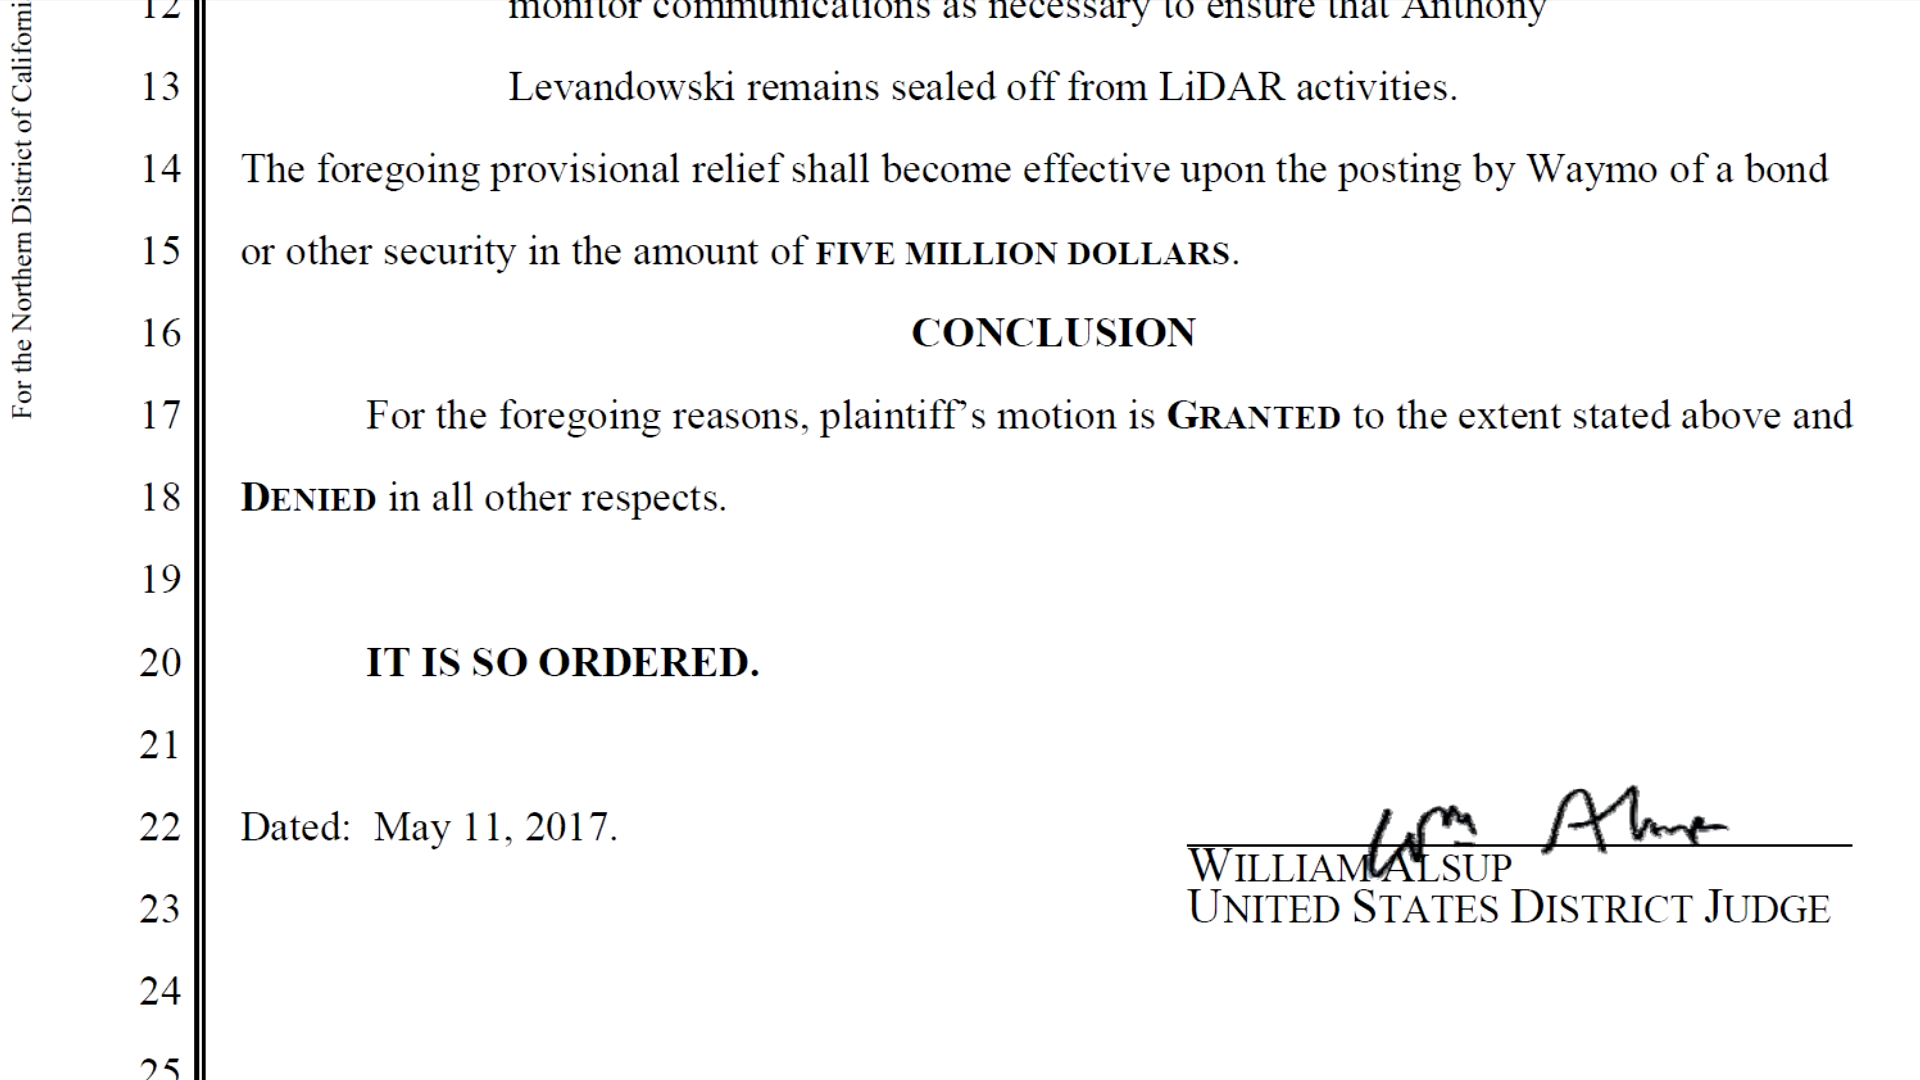 For the Northern District of Californi
12 monitor communications as necessary to ensure that Anthony
13 Levandowski remains sealed off from LiDAR activities.
14 The foregoing provisional relief shall become effective upon the posting by Waymo of a bond
15 or other security in the amount of FIVE MILLION DOLLARS.
16 CONCLUSION
17 For the foregoing reasons, plaintiff’s motion is GRANTED to the extent stated above and
18 DENIED in all other respects.
19
20 IT IS SO ORDERED.
21
22 Dated: May 11, 2017.
Wm Alsup
WILLIAM ALSUP
23 UNITED STATES DISTRICT JUDGE
24
25